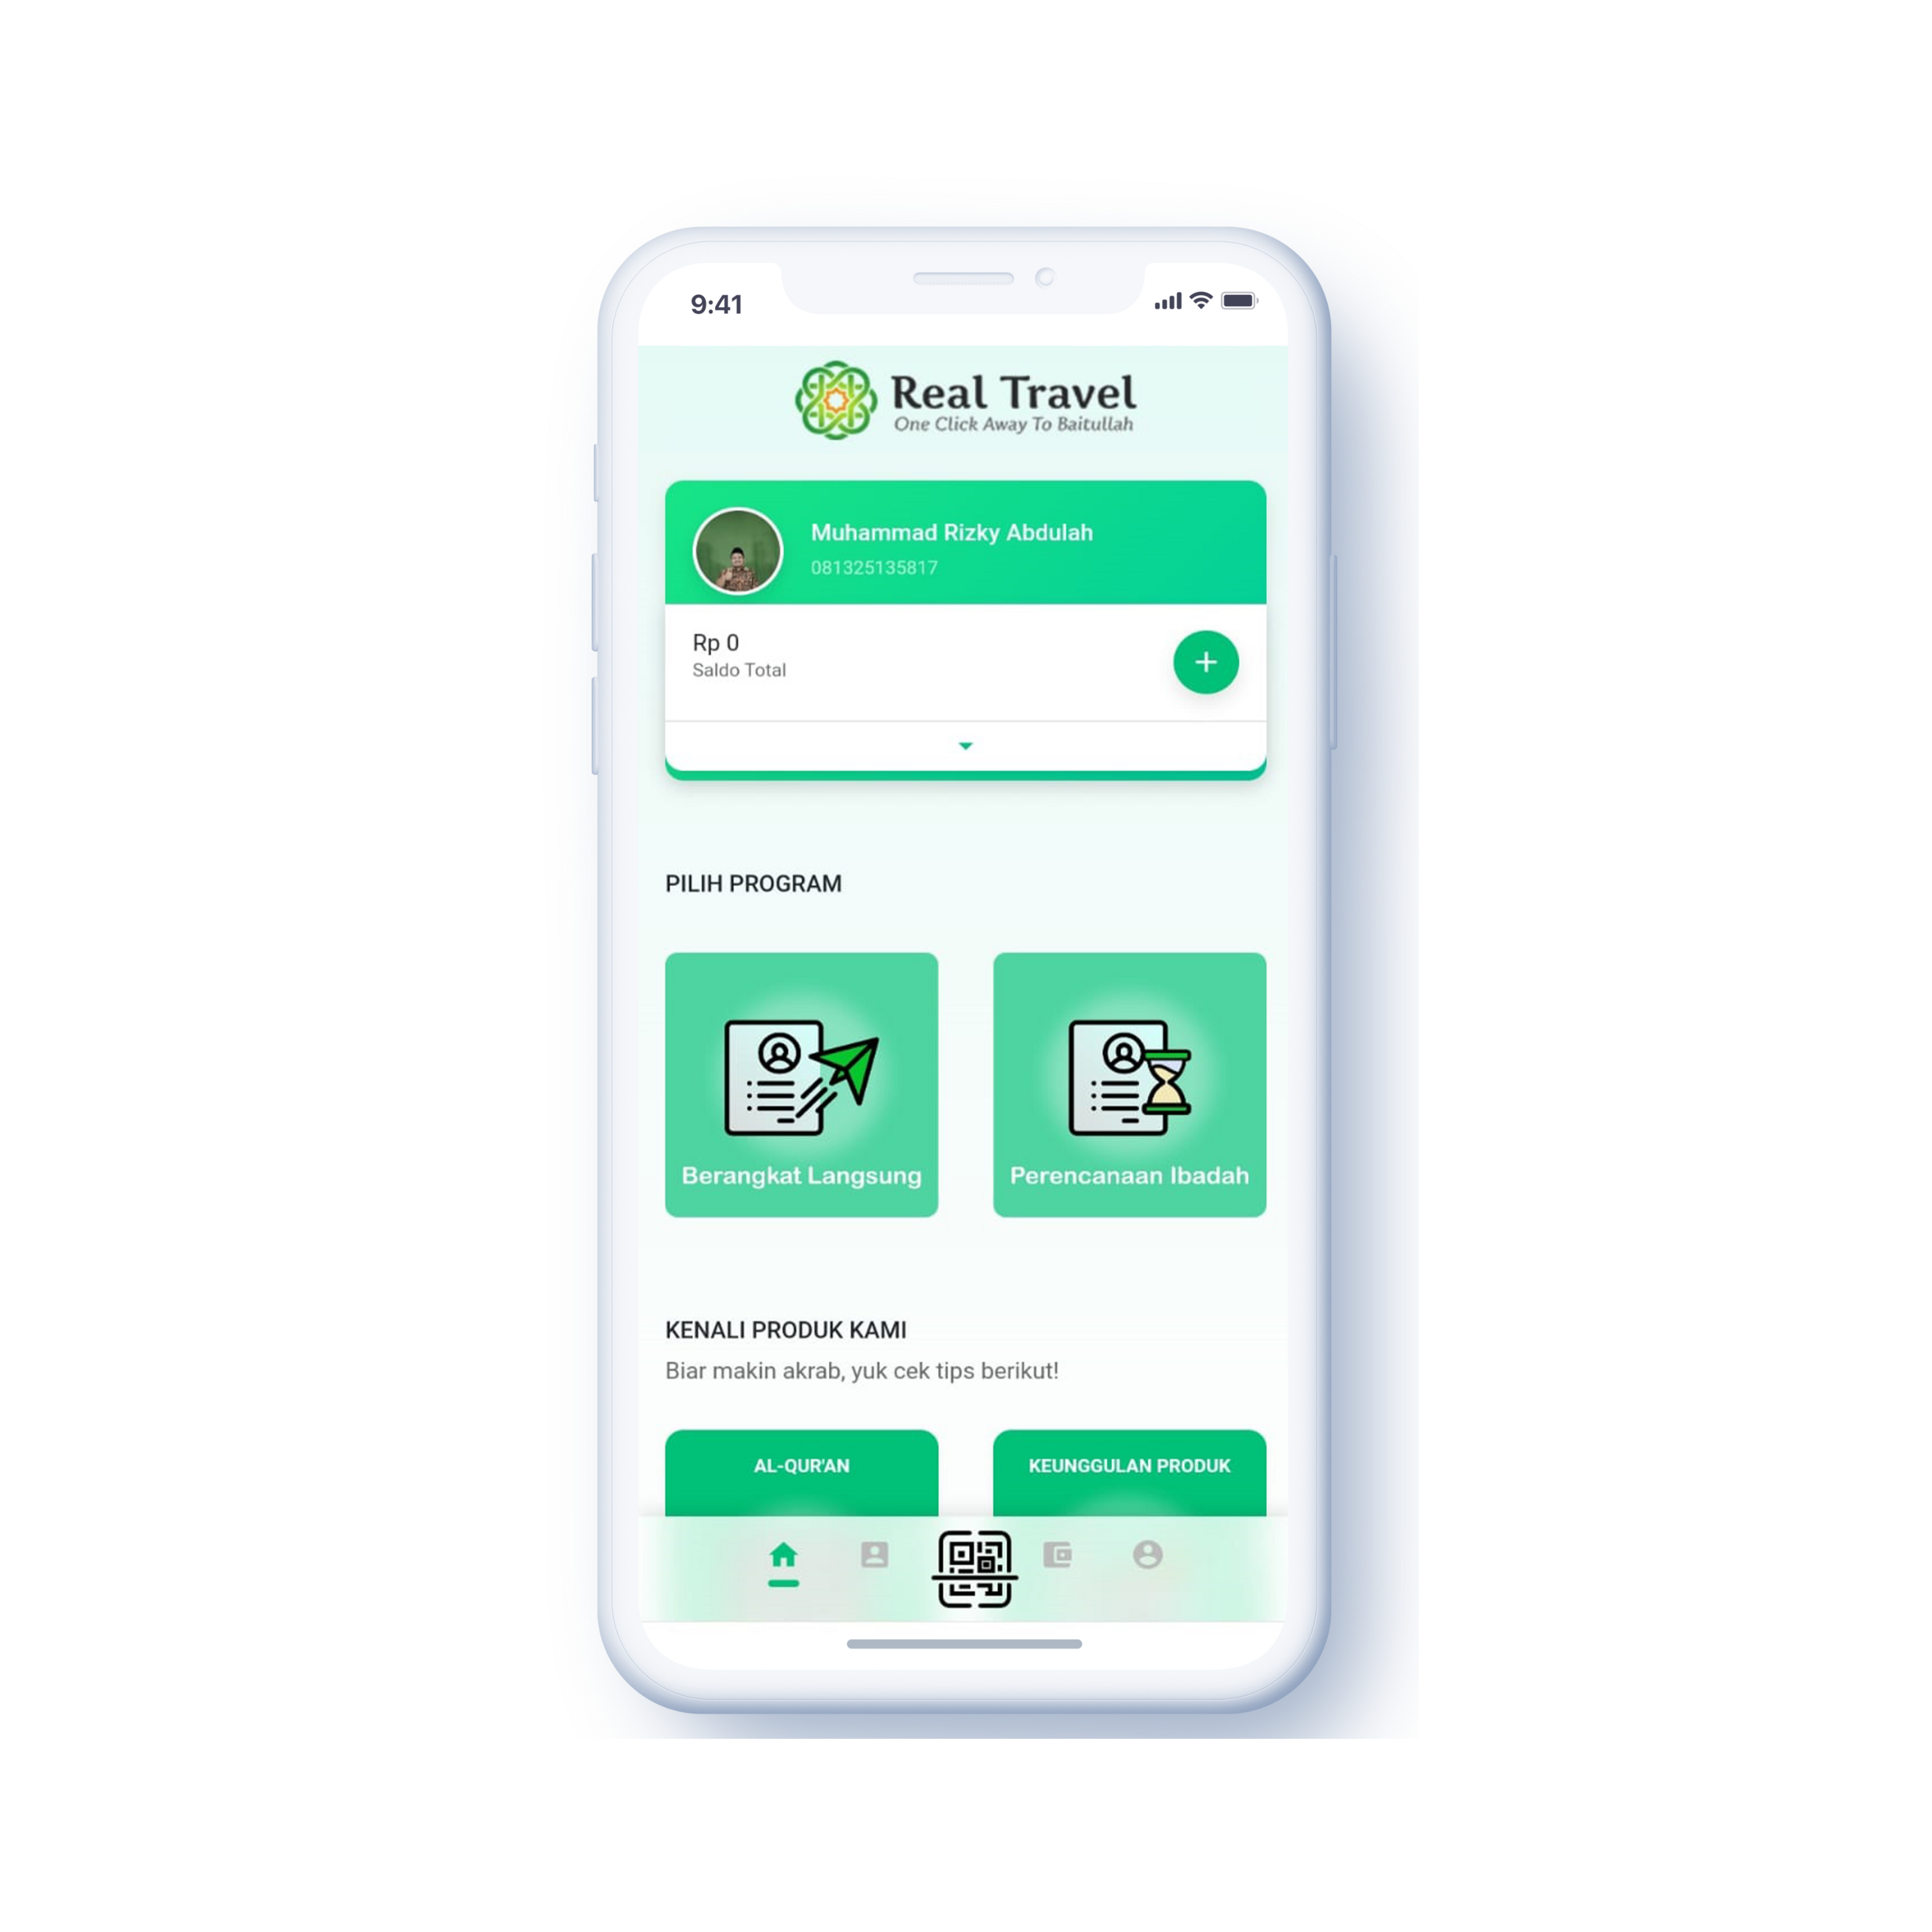 9:41
Real Travel
One Click Away To Baitullah
Muhammad Rizky Abdulah
081325135817
Rp 0
Saldo Total
PILIH PROGRAM
Berangkat Langsung
Perencanaan Ibadah
KENALI PRODUK KAMI
Biar makin akrab, yuk cek tips berikut!
AL-QUR'AN
KEUNGGULAN PRODUK